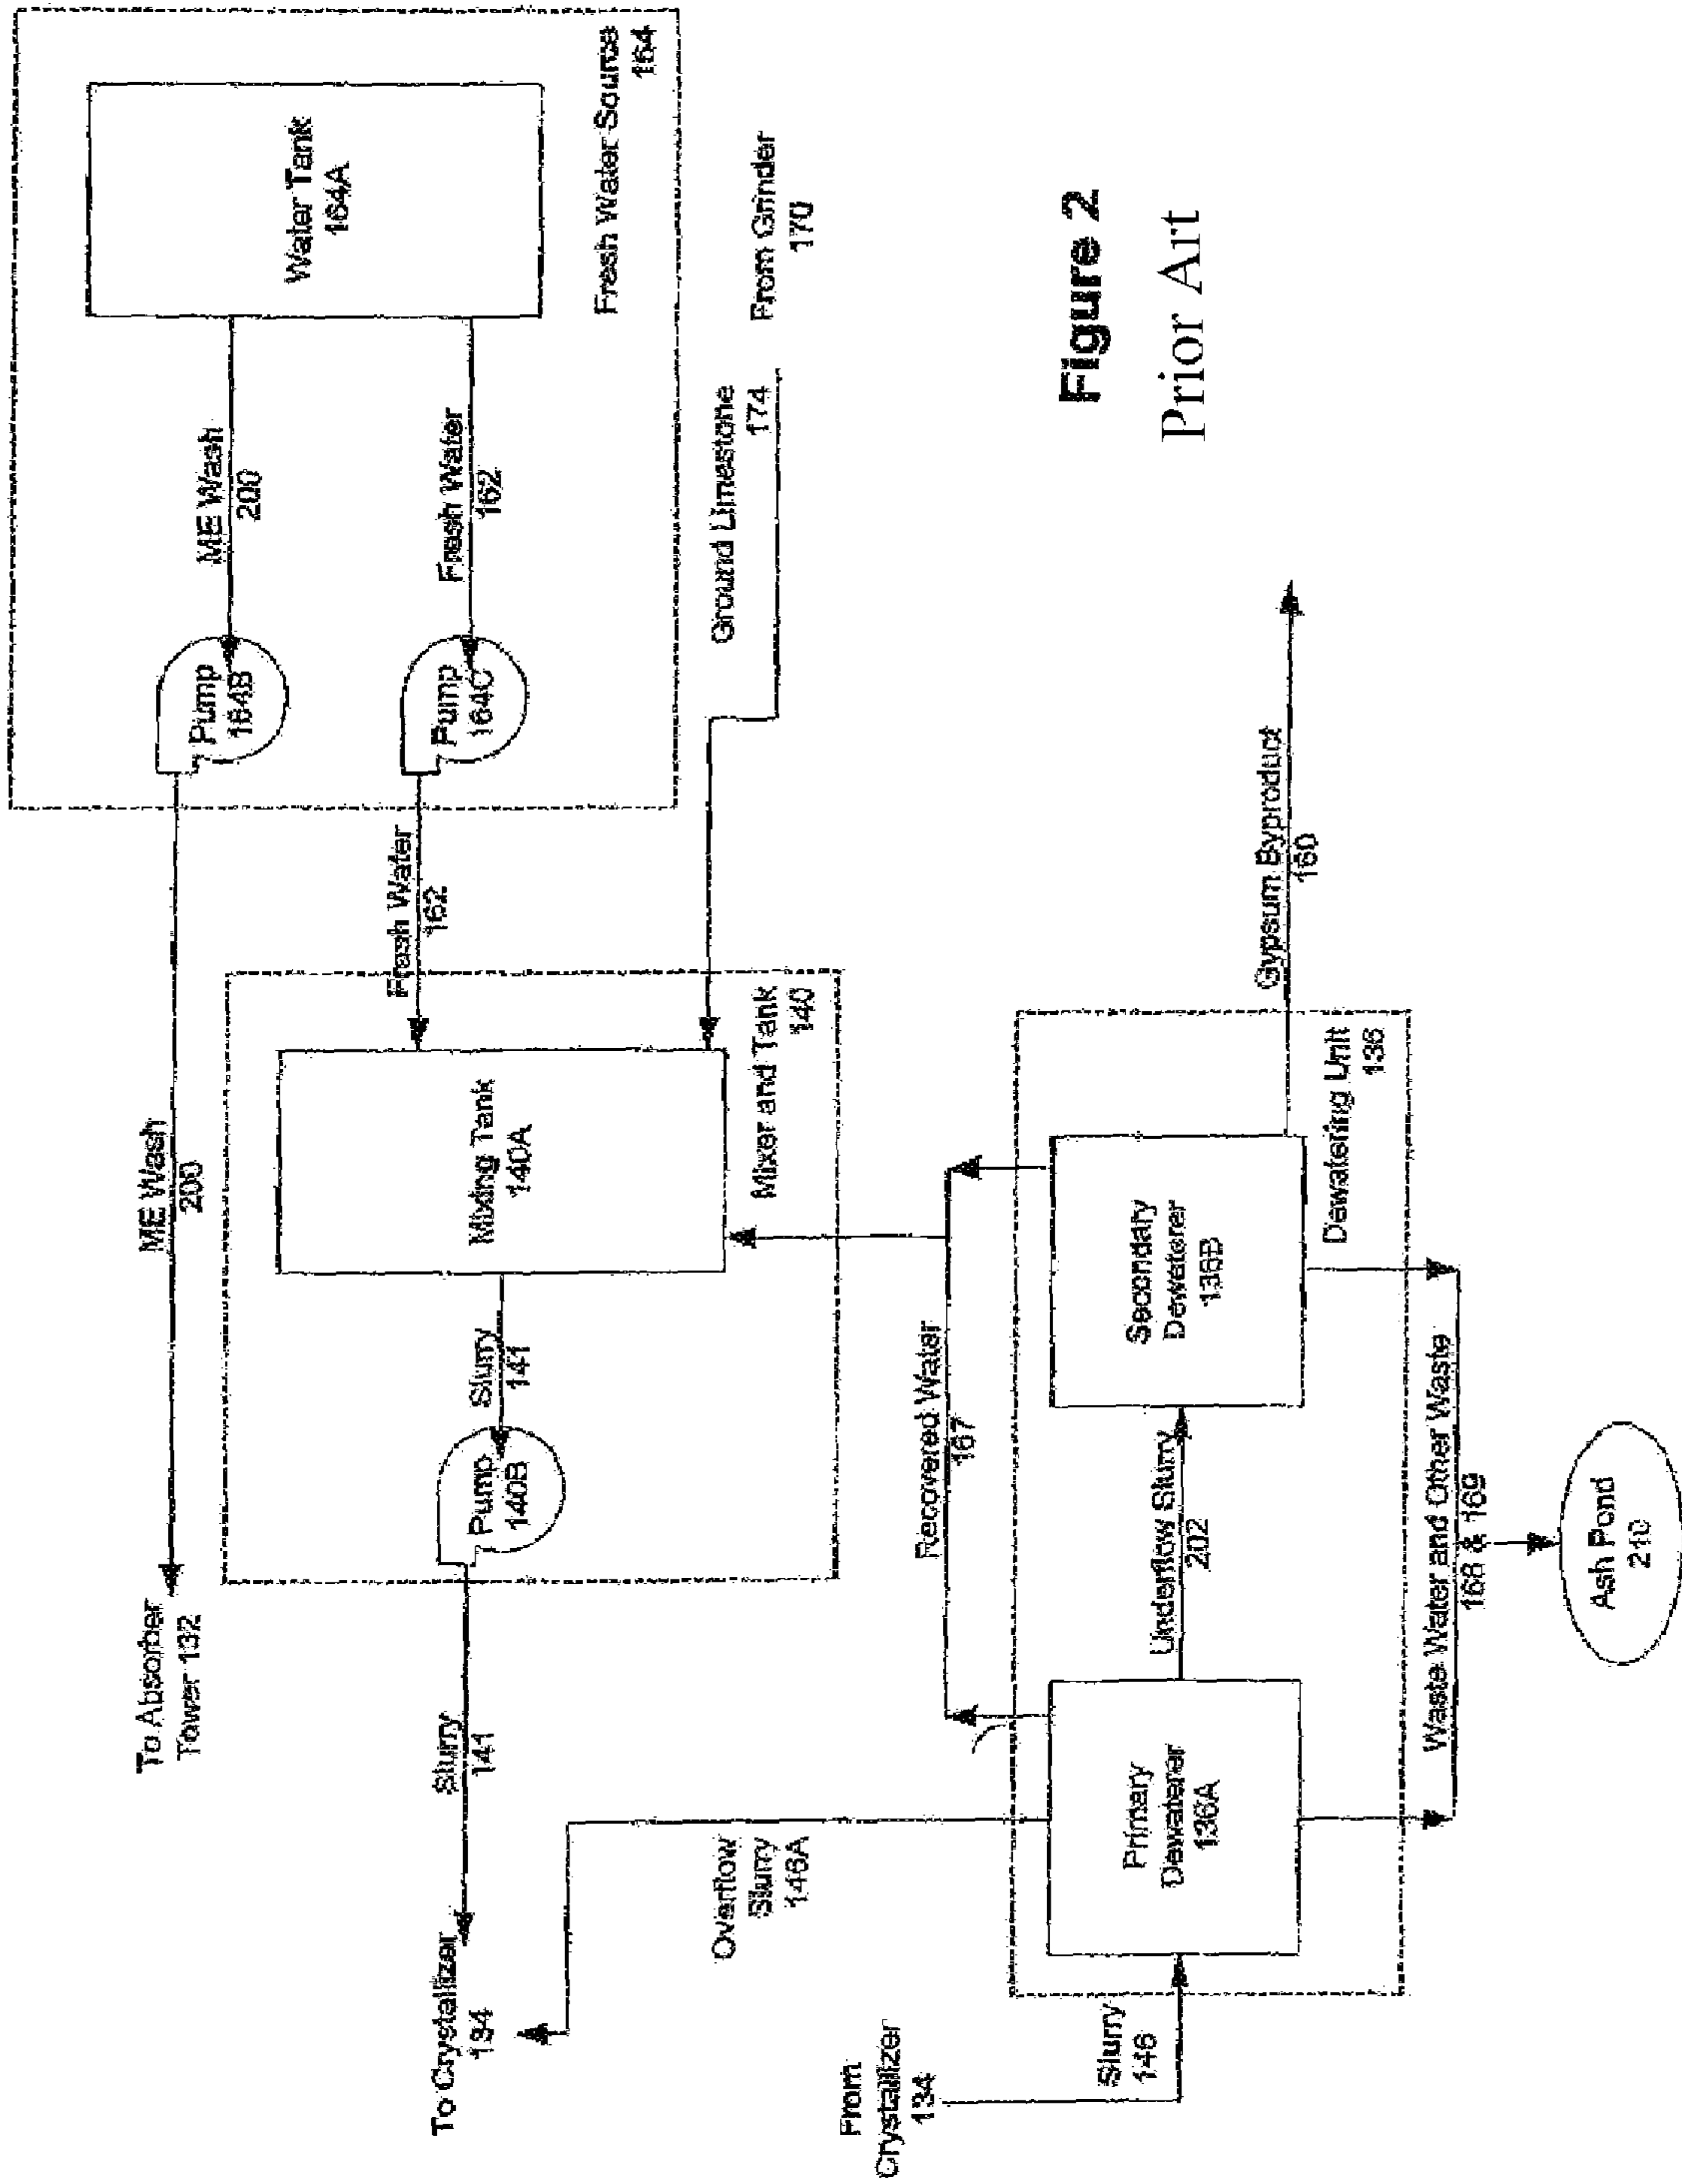 To Absorber
Tower 132
ME Wash
200
Pump
164B
ME Wash
200
Water Tank
164A
Pump
164C
Fresh Water
162
Fresh Water
162
Fresh Water Source
164
To Crystallizer
134
Slurry
141
Pump
140B
Slurry
141
Mixing Tank
140A
Mixer and Tank
140
Ground Limestone
174
From Grinder
170
Overflow
Slurry
146A
Recovered Water
167
From
Crystallizer
134
Slurry
146
Primary
Dewaterer
136A
Underflow Slurry
202
Secondary
Dewaterer
136B
Dewatering Unit
136
Gypsum Byproduct
160
Waste Water and Other Waste
168 & 169
Ash Pond
210
Figure 2
Prior Art